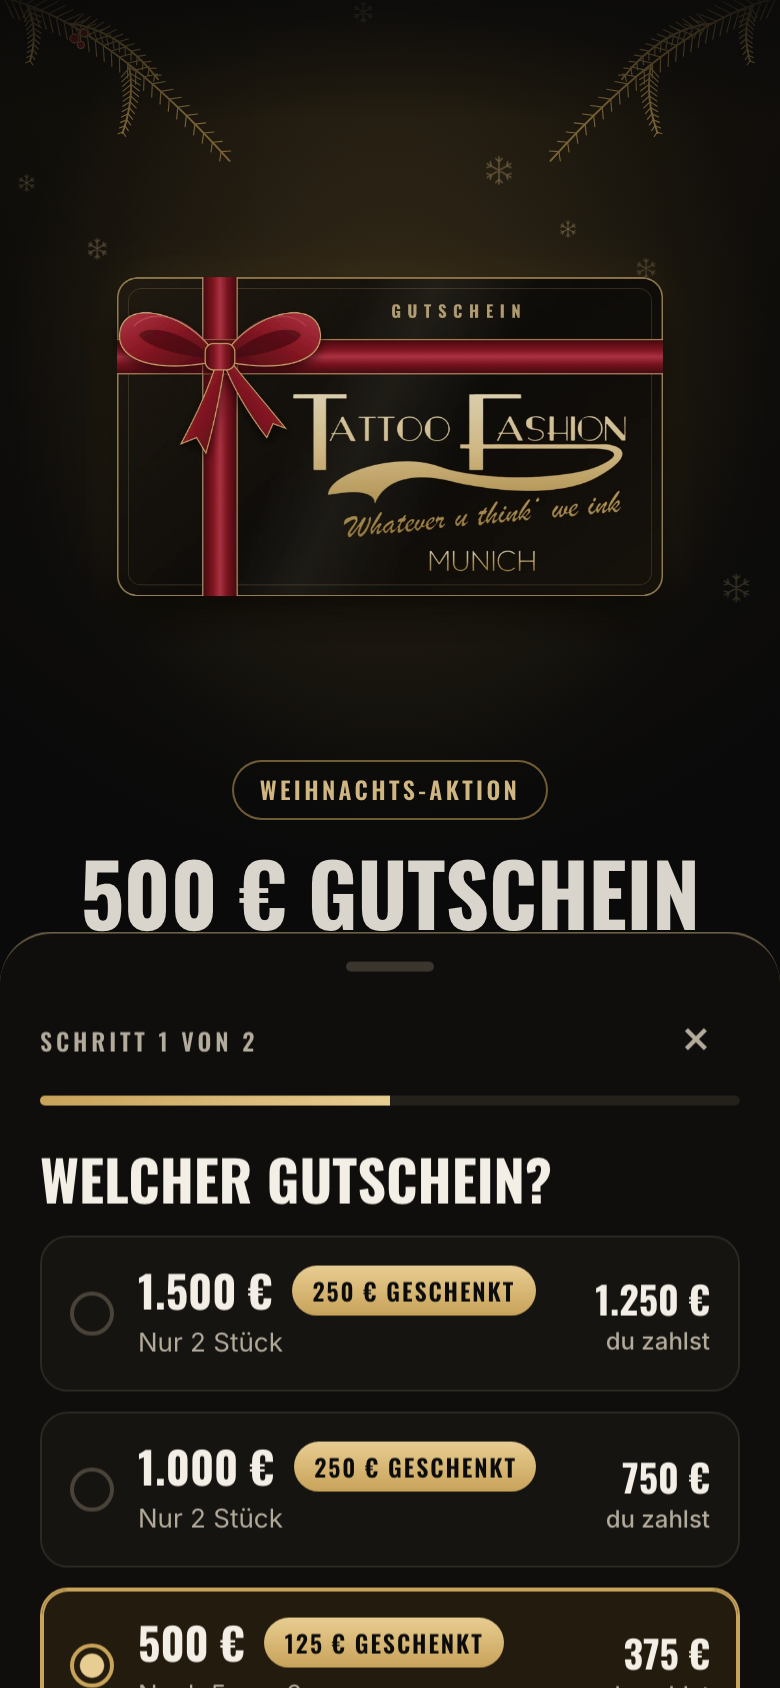 GUTSCHEIN
TATTOO FASHION
Whatever u think' we ink
MUNICH
WEIHNACHTS-AKTION
500 € GUTSCHEIN
SCHRITT 1 VON 2
WELCHER GUTSCHEIN?
1.500 € 250 € GESCHENKT 1.250 €
Nur 2 Stück du zahlst
1.000 € 250 € GESCHENKT 750 €
Nur 2 Stück du zahlst
500 € 125 € GESCHENKT 375 €